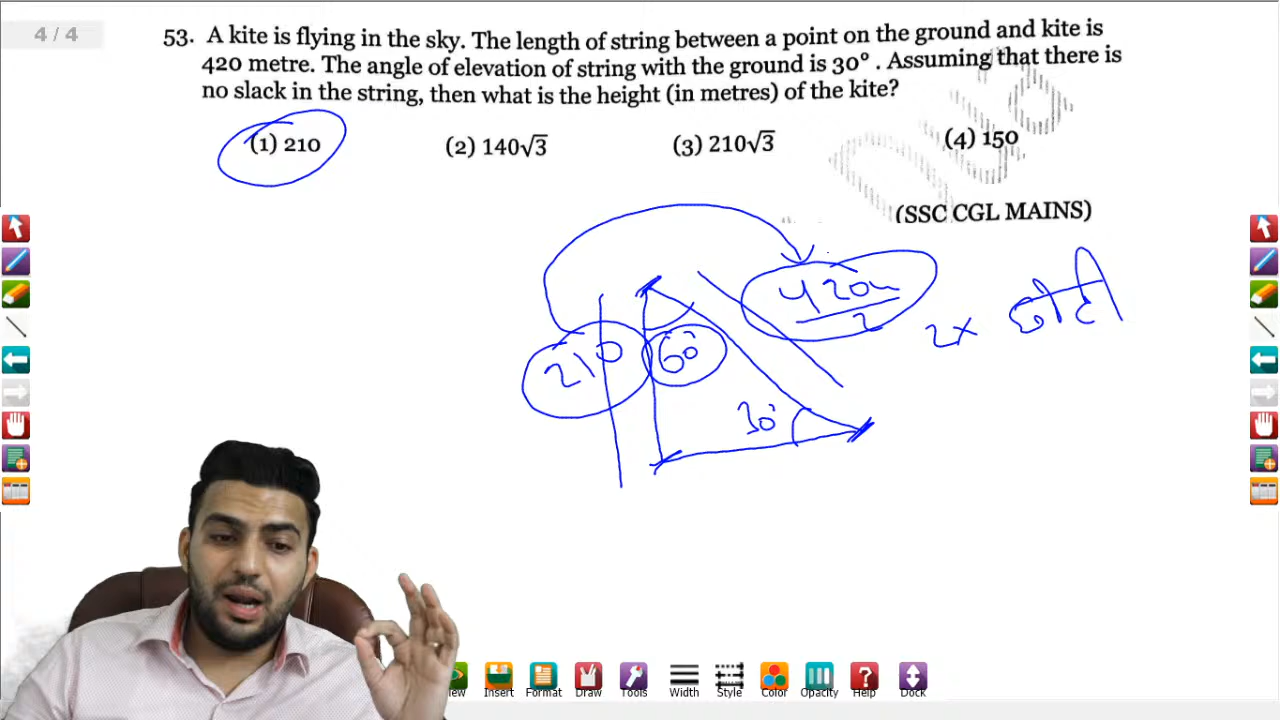 4 / 4
53. A kite is flying in the sky. The length of string between a point on the ground and kite is
420 metre. The angle of elevation of string with the ground is 30° . Assuming that there is
no slack in the string, then what is the height (in metres) of the kite?
(1) 210 (2) 140√3 (3) 210√3 (4) 150
(SSC CGL MAINS)
420m
2
2x छोटी
210 60°
30°
Insert Format Draw Tools Width Style Color Opacity Help Dock